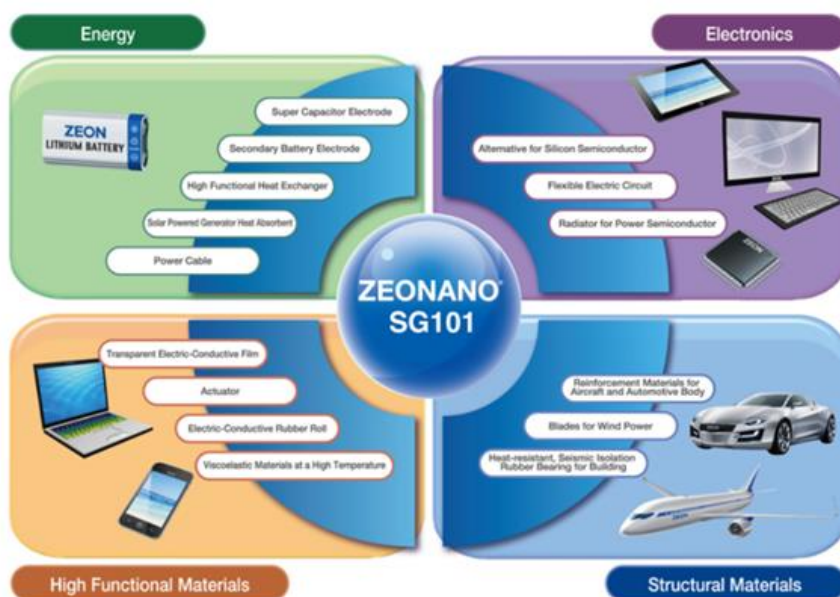 Energy
ZEON
LITHIUM BATTERY
Super Capacitor Electrode
Secondary Battery Electrode
High Functional Heat Exchanger
Solar Powered Generator Heat Absorbent
Power Cable
Electronics
Alternative for Silicon Semiconductor
Flexible Electric Circuit
Radiator for Power Semiconductor
ZEON
ZEONANO®
SG101
Transparent Electric-Conductive Film
Actuator
Electric-Conductive Rubber Roll
Viscoelastic Materials at a High Temperature
High Functional Materials
Reinforcement Materials for
Aircraft and Automotive Body
Blades for Wind Power
Heat-resistant, Seismic Isolation
Rubber Bearing for Building
ZEON
Structural Materials